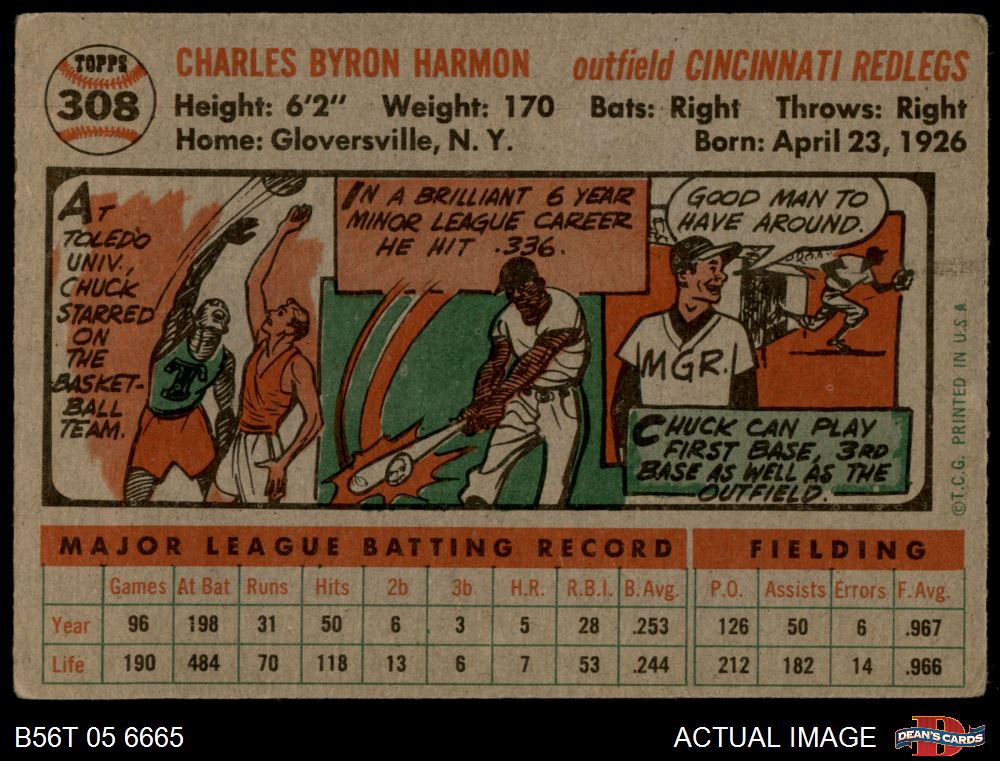 TOPPS
308
CHARLES BYRON HARMON outfield CINCINNATI REDLEGS
Height: 6'2" Weight: 170 Bats: Right Throws: Right
Home: Gloversville, N. Y. Born: April 23, 1926
AT
TOLEDO
UNIV.,
CHUCK
STARRED
ON
THE
BASKET-
BALL
TEAM.
T
IN A BRILLIANT 6 YEAR
MINOR LEAGUE CAREER
HE HIT .336.
GOOD MAN TO
HAVE AROUND.
MGR.
CHUCK CAN PLAY
FIRST BASE, 3RD
BASE AS WELL AS THE
OUTFIELD.
©T.C.G. PRINTED IN U.S.A
MAJOR LEAGUE BATTING RECORD FIELDING
Games At Bat Runs Hits 2b 3b H.R. R.B.I. B.Avg. P.O. Assists Errors F.Avg.
Year 96 198 31 50 6 3 5 28 .253 126 50 6 .967
Life 190 484 70 118 13 6 7 53 .244 212 182 14 .966
B56T 05 6665 ACTUAL IMAGE DEAN'S CARDS